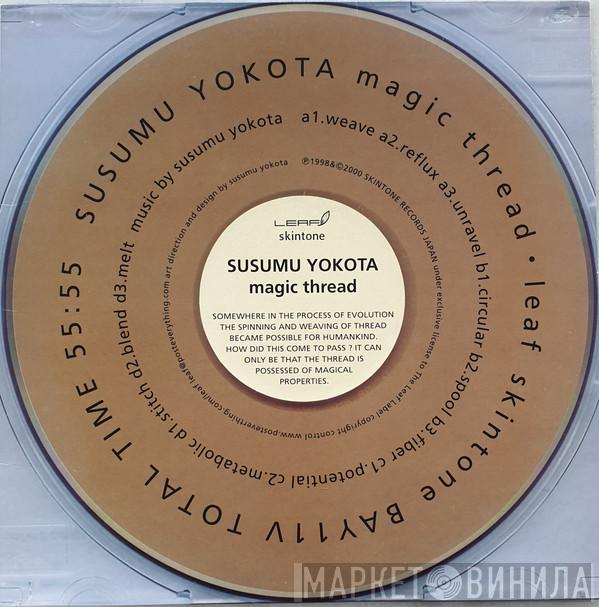 SUSUMU YOKOTA magic thread • leaf skintone BAY11V TOTAL TIME 55:55
music by susumu yokota a1.weave a2.reflux a3.unravel b1.circular b2.spool b3.fiber c1.potential c2.metabolic d1.stitch d2.blend d3.melt
℗1998&©2000 SKINTONE RECORDS JAPAN under exclusive license to The Leaf Label copyright control www.posteverything.com/leaf leaf@posteverything.com art direction and design by susumu yokota
LEAF
skintone
SUSUMU YOKOTA
magic thread
SOMEWHERE IN THE PROCESS OF EVOLUTION
THE SPINNING AND WEAVING OF THREAD
BECAME POSSIBLE FOR HUMANKIND.
HOW DID THIS COME TO PASS ? IT CAN
ONLY BE THAT THE THREAD IS
POSSESSED OF MAGICAL
PROPERTIES.
МАРКЕТ ВИНИЛА